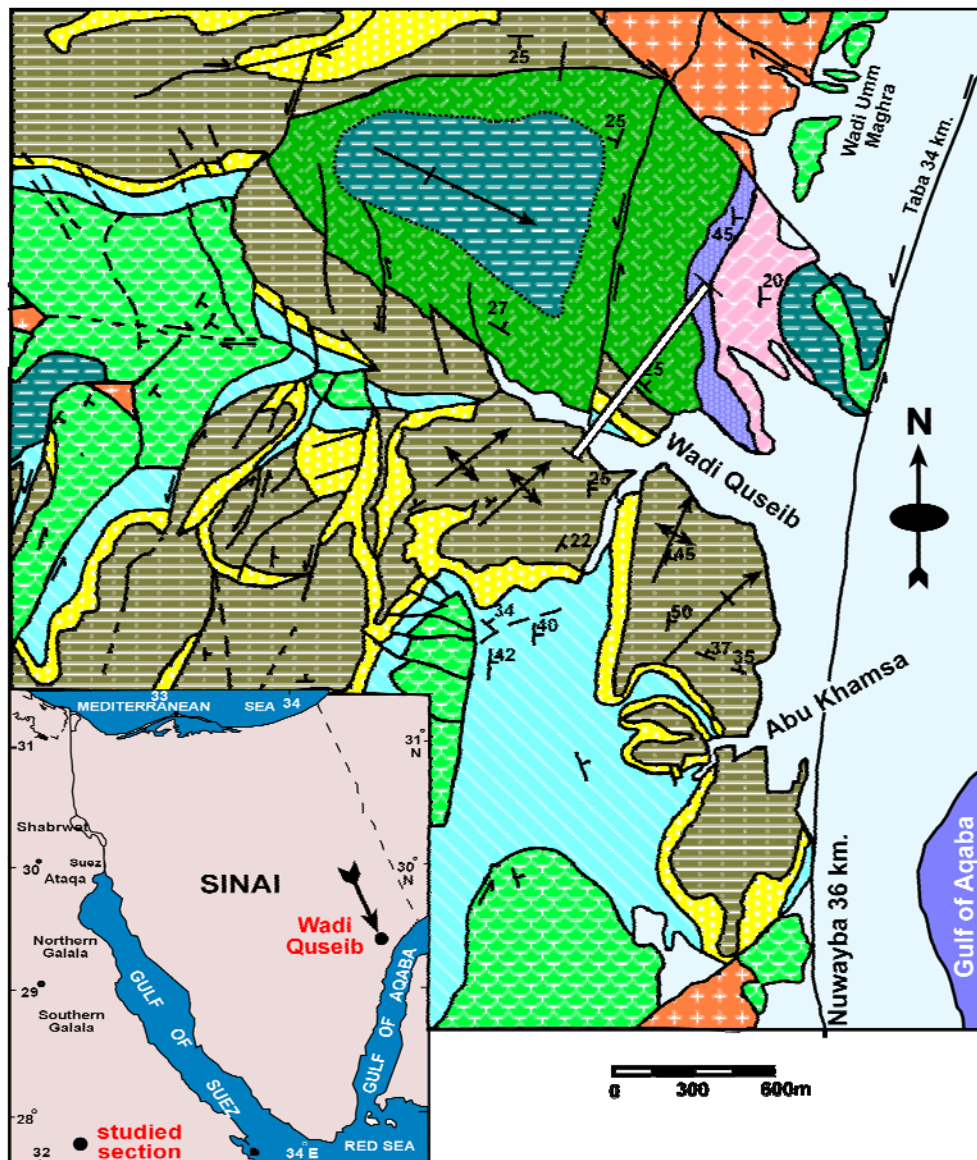 25
25
Wadi Umm
Maghra
Taba 34 km.
45
20
27
25
N
Wadi Quseib
25
22
45
34
40
42
50
37
35
Abu Khamsa
Nuwayba 36 km.
Gulf of Aqaba
0 300 600m
33
34
MEDITERRANEAN SEA
31
31
N
Shabrwet
Suez
30
Ataqa
30
N
SINAI
Wadi
Quseib
Northern
Galala
29
Southern
Galala
GULF
OF
SUEZ
GULF OF AQABA
28
studied
section
32
34 E
RED SEA